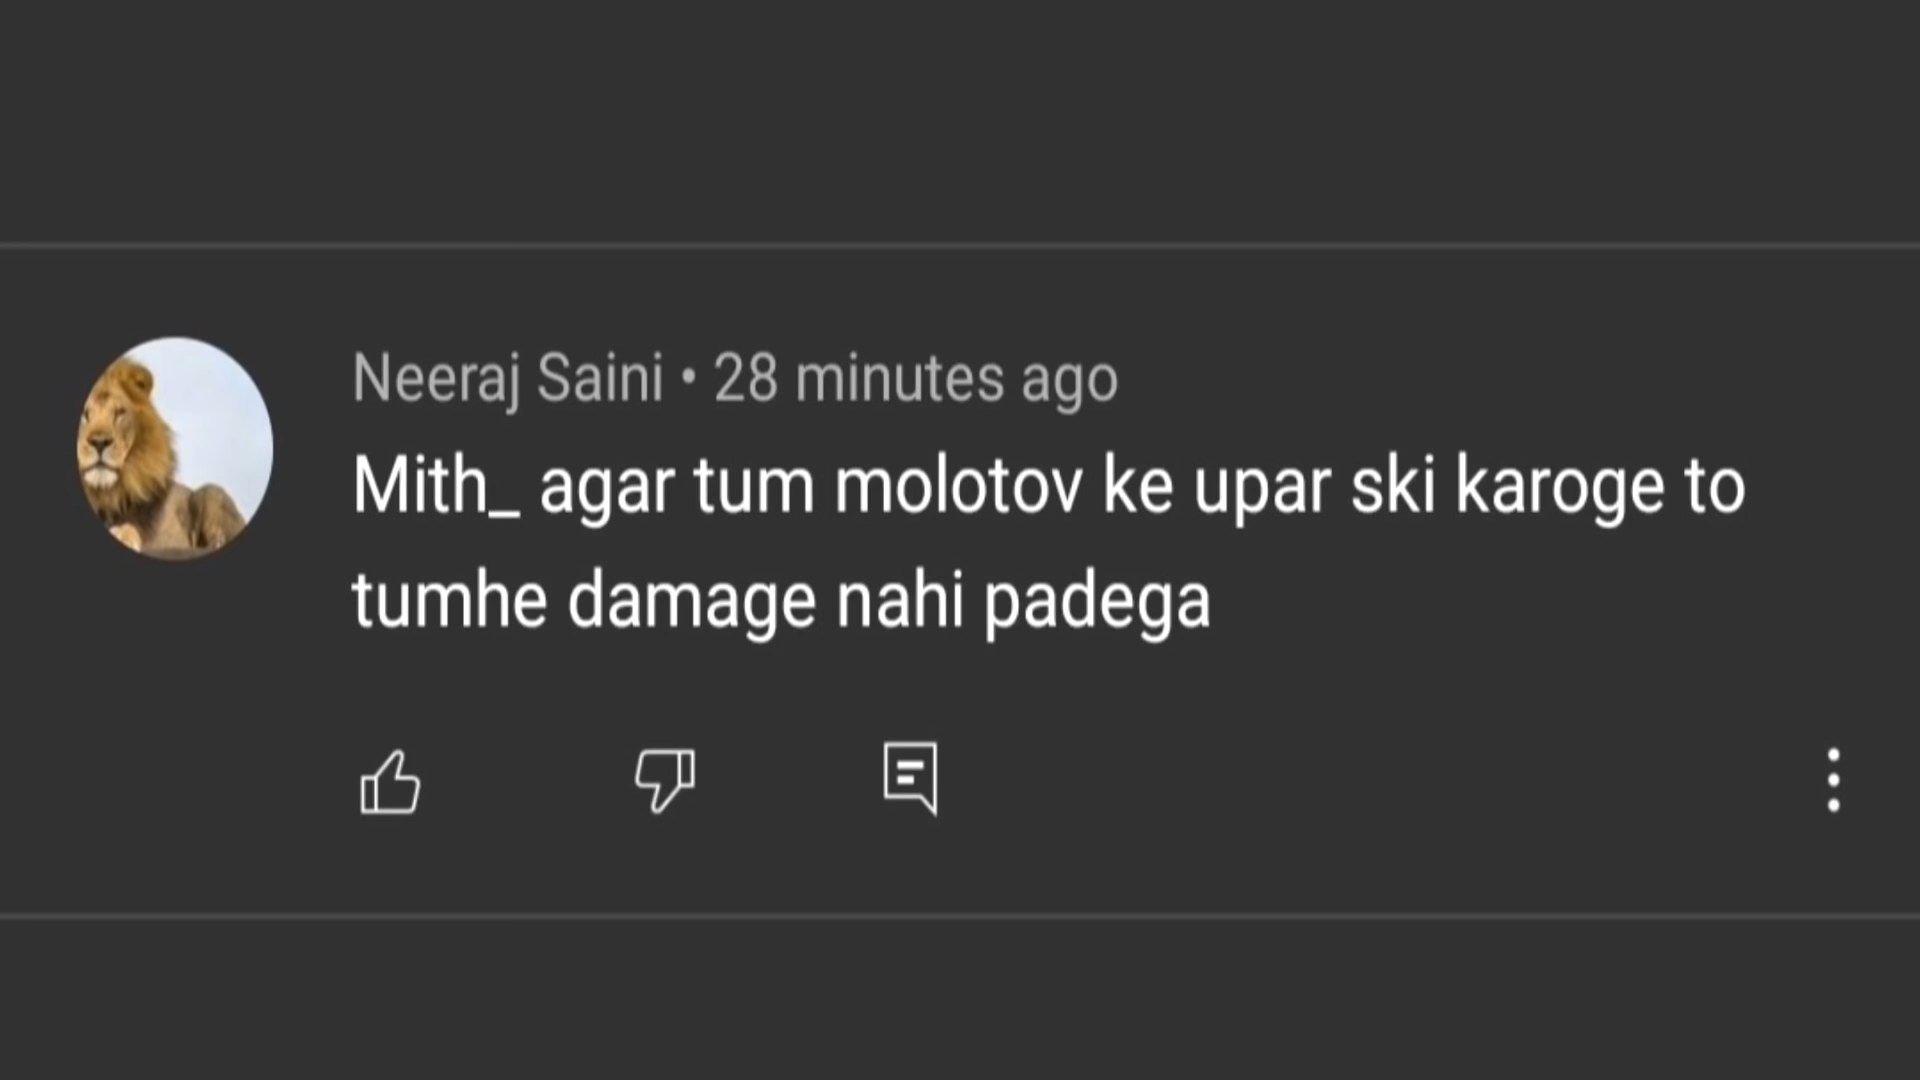 Neeraj Saini • 28 minutes ago
Mith_ agar tum molotov ke upar ski karoge to
tumhe damage nahi padega